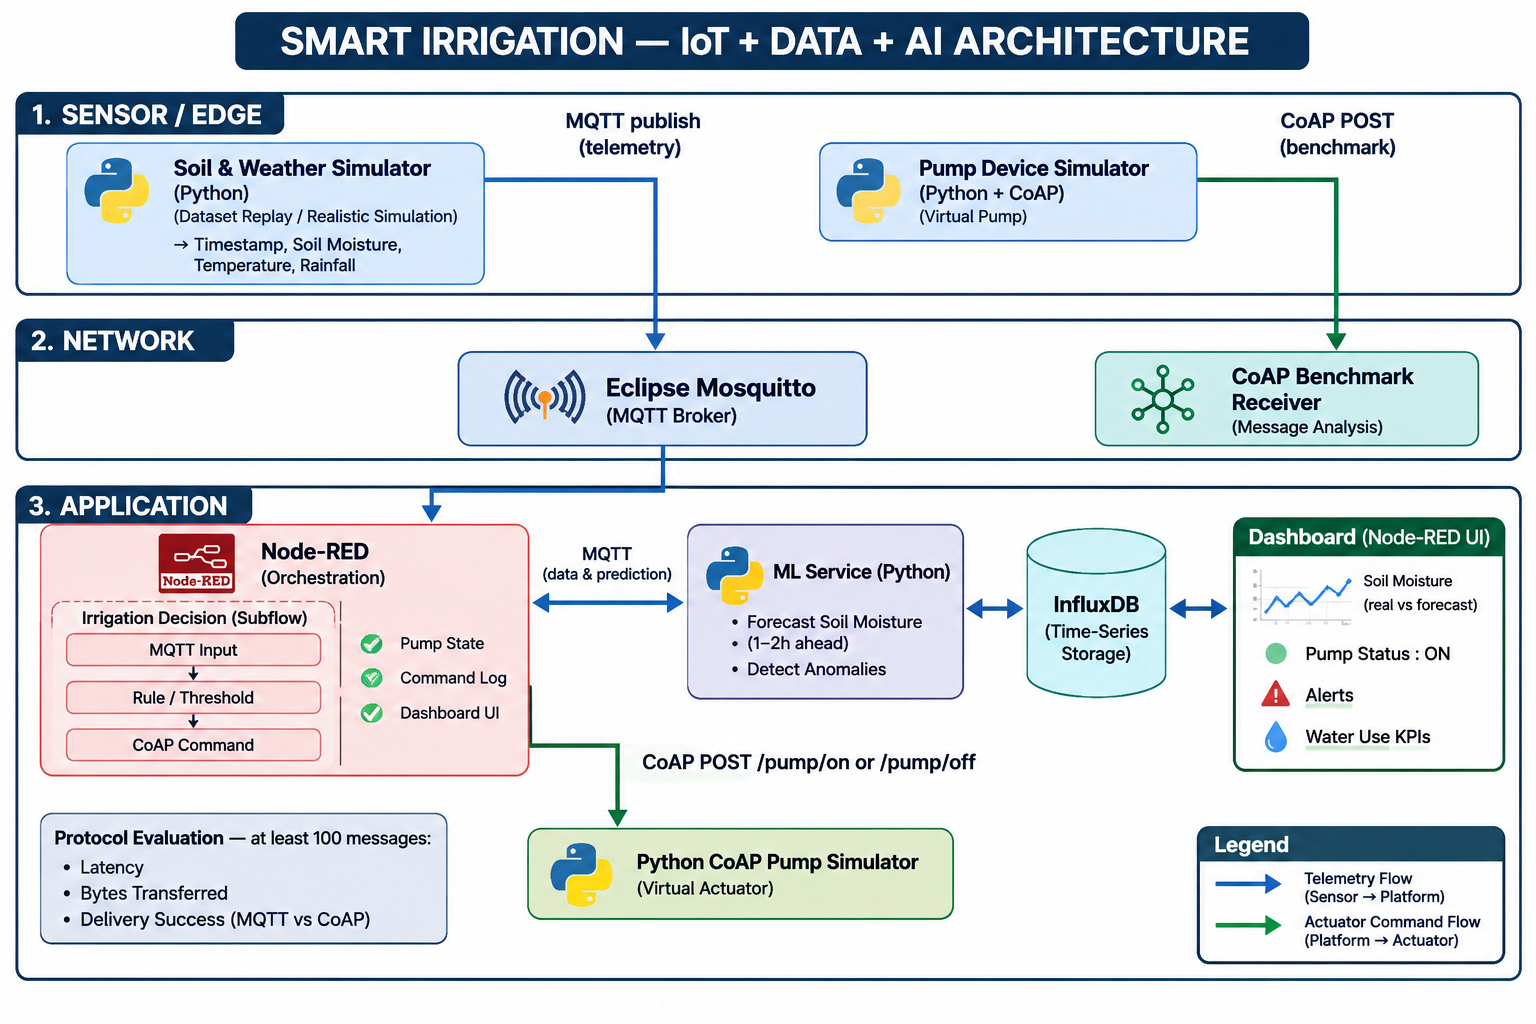 SMART IRRIGATION — IoT + DATA + AI ARCHITECTURE
1. SENSOR / EDGE
Soil & Weather Simulator
(Python)
(Dataset Replay / Realistic Simulation)
→ Timestamp, Soil Moisture,
Temperature, Rainfall
MQTT publish
(telemetry)
Pump Device Simulator
(Python + CoAP)
(Virtual Pump)
CoAP POST
(benchmark)
2. NETWORK
Eclipse Mosquitto
(MQTT Broker)
CoAP Benchmark
Receiver
(Message Analysis)
3. APPLICATION
Node-RED
Node-RED
(Orchestration)
Irrigation Decision (Subflow)
MQTT Input
Rule / Threshold
CoAP Command
Pump State
Command Log
Dashboard UI
MQTT
(data & prediction)
ML Service (Python)
• Forecast Soil Moisture
• (1–2h ahead)
• Detect Anomalies
InfluxDB
(Time-Series
Storage)
Dashboard (Node-RED UI)
Soil Moisture
(real vs forecast)
Pump Status : ON
Alerts
Water Use KPIs
CoAP POST /pump/on or /pump/off
Python CoAP Pump Simulator
(Virtual Actuator)
Protocol Evaluation — at least 100 messages:
• Latency
• Bytes Transferred
• Delivery Success (MQTT vs CoAP)
Legend
Telemetry Flow
(Sensor → Platform)
Actuator Command Flow
(Platform → Actuator)